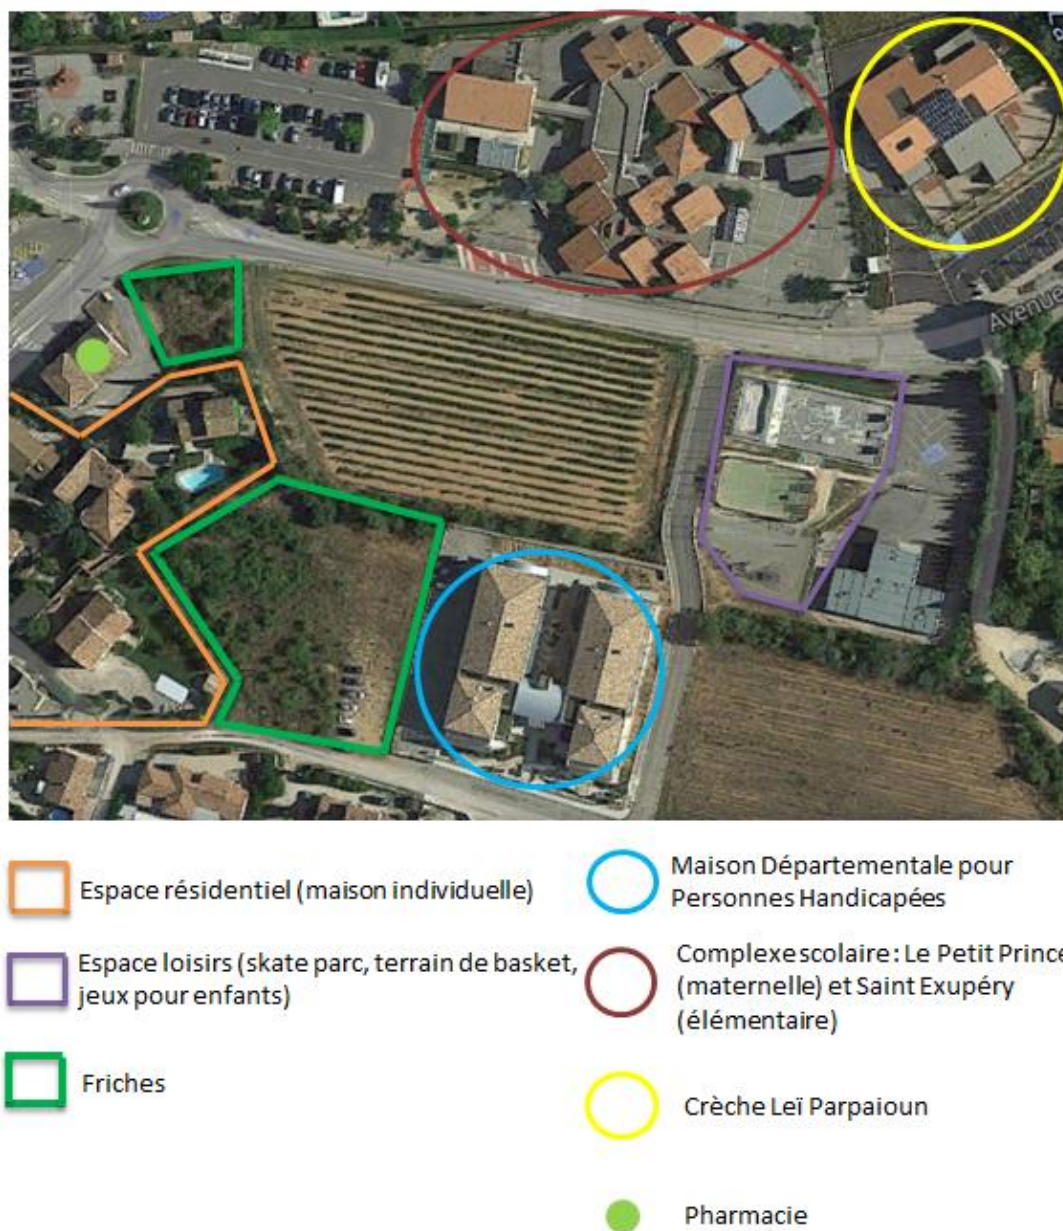 Avenue
Espace résidentiel (maison individuelle)
Espace loisirs (skate parc, terrain de basket,
jeux pour enfants)
Friches
Maison Départementale pour
Personnes Handicapées
Complexe scolaire : Le Petit Prince
(maternelle) et Saint Exupéry
(élémentaire)
Crèche Leï Parpaioun
Pharmacie